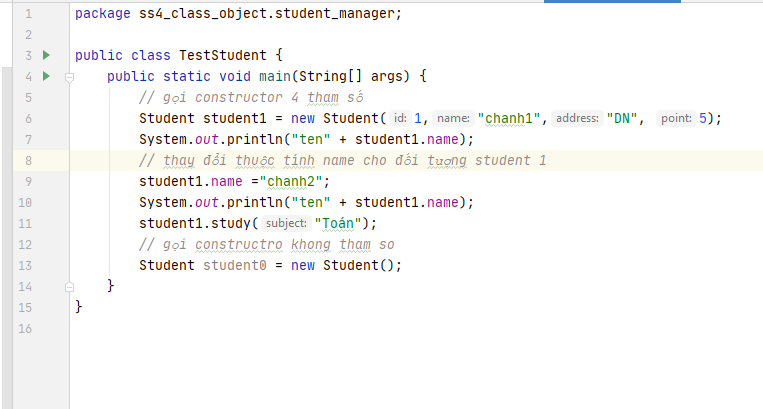 1 package ss4_class_object.student_manager;
2
3 public class TestStudent {
4 public static void main(String[] args) {
5 // gọi constructor 4 tham số
6 Student student1 = new Student( id: 1, name: "chanh1", address: "DN", point: 5);
7 System.out.println("ten" + student1.name);
8 // thay đổi thuộc tính name cho đối tượng student 1
9 student1.name ="chanh2";
10 System.out.println("ten" + student1.name);
11 student1.study( subject: "Toán");
12 // gọi constructro khong tham so
13 Student student0 = new Student();
14 }
15 }
16